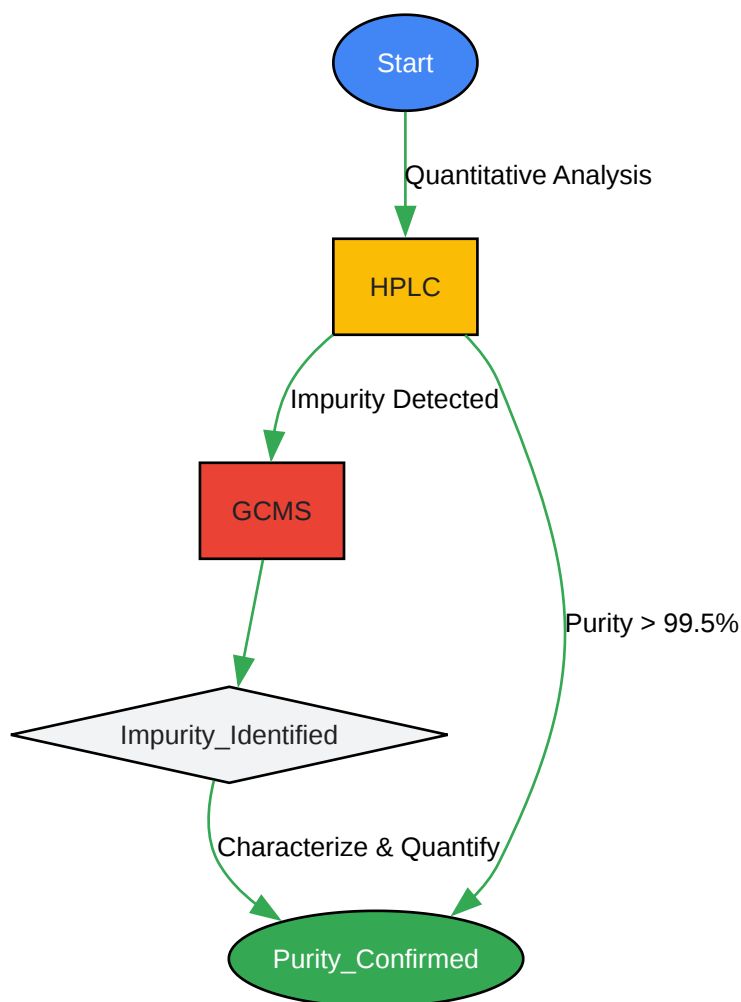 Start
Quantitative Analysis
HPLC
Impurity Detected
GCMS
Purity > 99.5%
Impurity_Identified
Characterize & Quantify
Purity_Confirmed